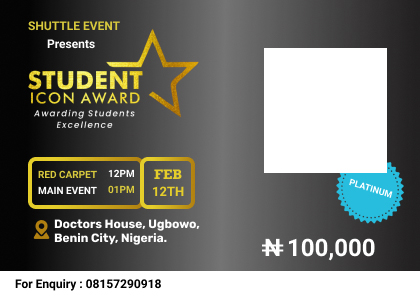 SHUTTLE EVENT
Presents
STUDENT
ICON AWARD
Awarding Students
Excellence
RED CARPET 12PM
MAIN EVENT 01PM
FEB
12TH
Doctors House, Ugbowo,
Benin City, Nigeria.
PLATINUM
₦ 100,000
For Enquiry : 08157290918